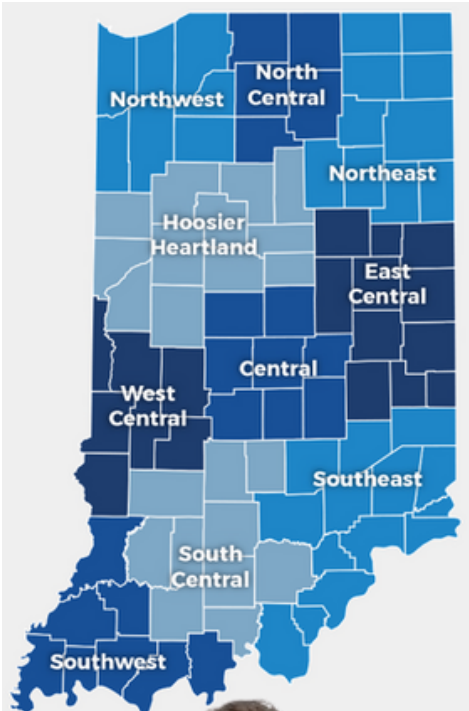 North
Central
Northwest
Northeast
Hoosier
Heartland
East
Central
Central
West
Central
Southeast
South
Central
Southwest